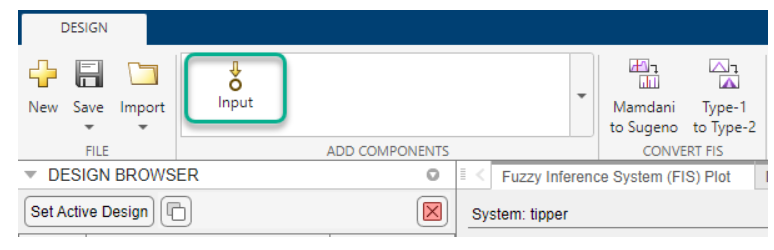 DESIGN
New
Save
Import
FILE
Input
ADD COMPONENTS
Mamdani
to Sugeno
Type-1
to Type-2
CONVERT FIS
DESIGN BROWSER
Fuzzy Inference System (FIS) Plot
Set Active Design
System: tipper